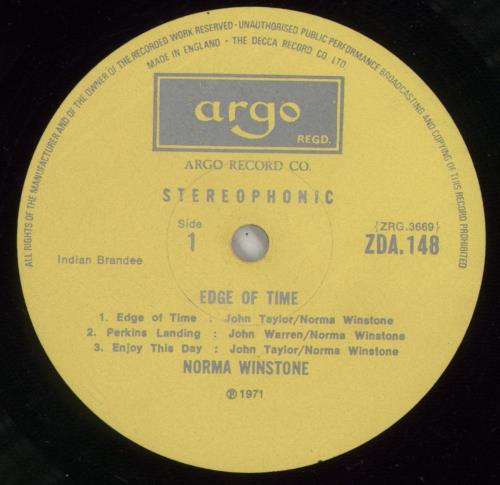 ALL RIGHTS OF THE MANUFACTURER AND OF THE OWNER OF THE RECORDED WORK RESERVED · UNAUTHORISED PUBLIC PERFORMANCE BROADCASTING AND COPYING OF THIS RECORD PROHIBITED
MADE IN ENGLAND · THE DECCA RECORD CO. LTD.
argo
REGD.
ARGO RECORD CO.
STEREOPHONIC
Side
1
{ZRG.3669}
ZDA.148
Indian Brandee
EDGE OF TIME
1. Edge of Time : John Taylor/Norma Winstone
2. Perkins Landing : John Warren/Norma Winstone
3. Enjoy This Day : John Taylor/Norma Winstone
NORMA WINSTONE
℗ 1971